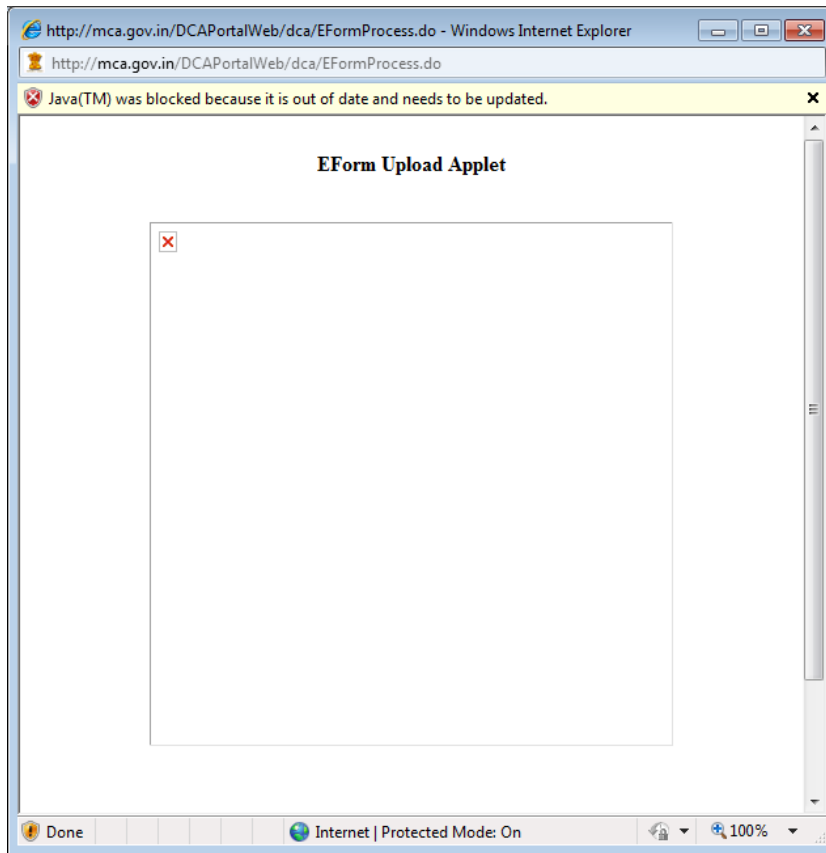 http://mca.gov.in/DCAPortalWeb/dca/EFormProcess.do - Windows Internet Explorer
http://mca.gov.in/DCAPortalWeb/dca/EFormProcess.do
Java(TM) was blocked because it is out of date and needs to be updated.
EForm Upload Applet
Done
Internet | Protected Mode: On
100%